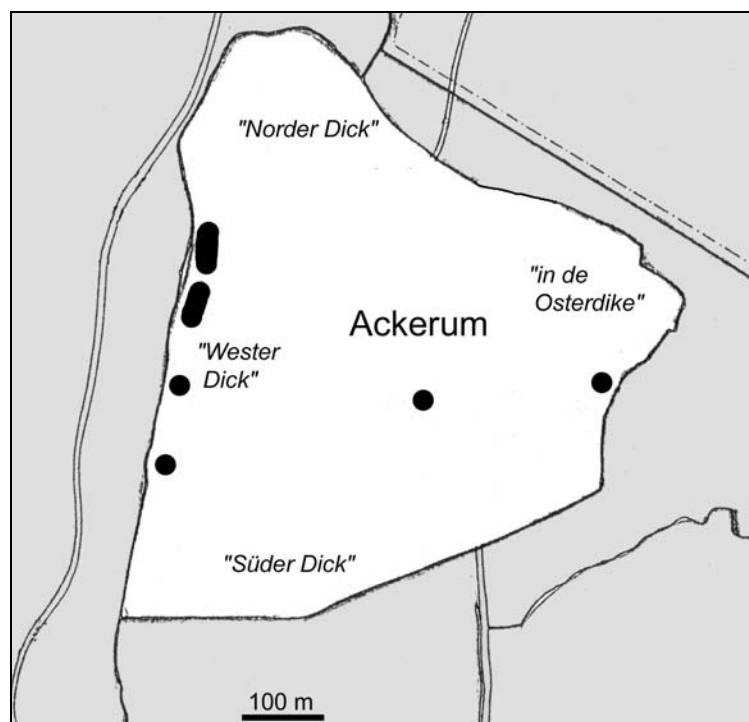 "Norder Dick"
"in de
Osterdike"
Ackerum
"Wester
Dick"
"Süder Dick"
100 m